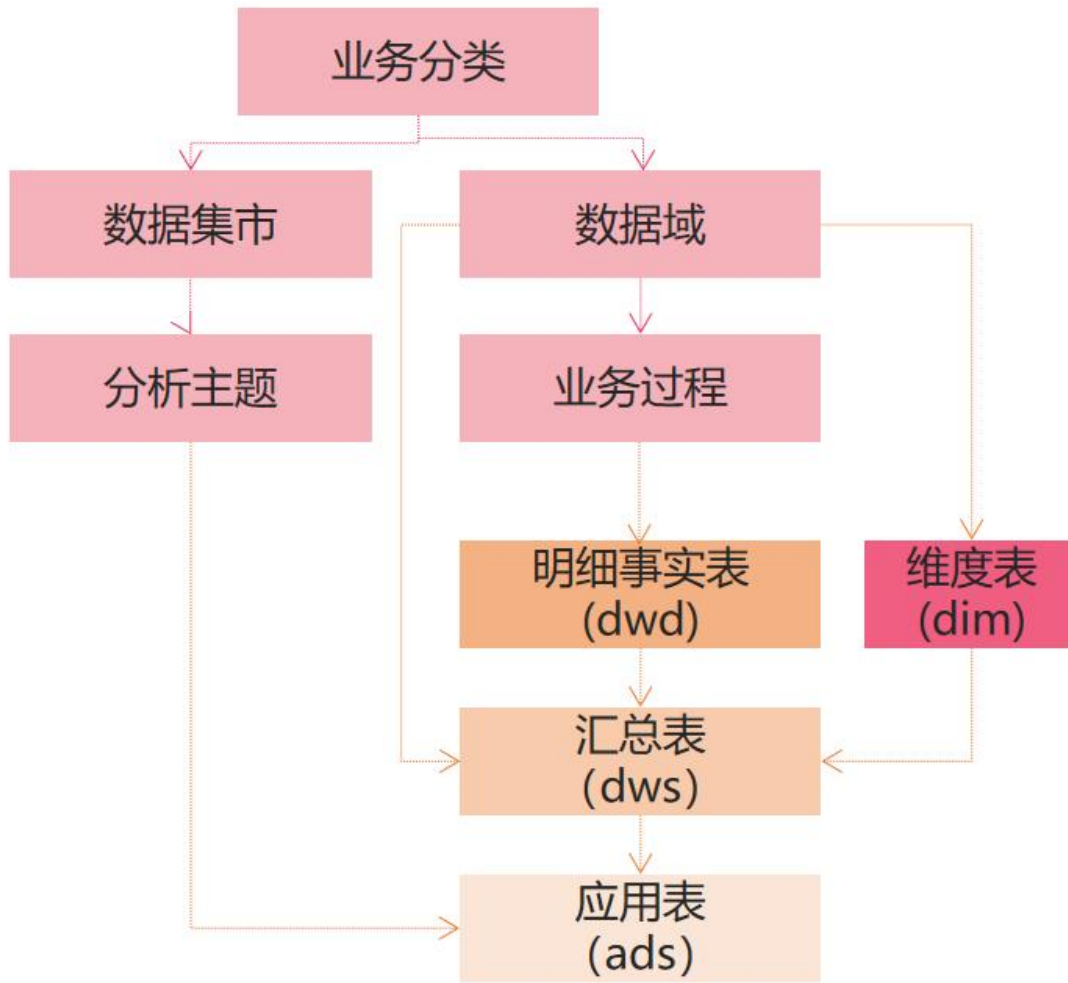 业务分类
数据集市
数据域
分析主题
业务过程
明细事实表
(dwd)
维度表
(dim)
汇总表
(dws)
应用表
(ads)